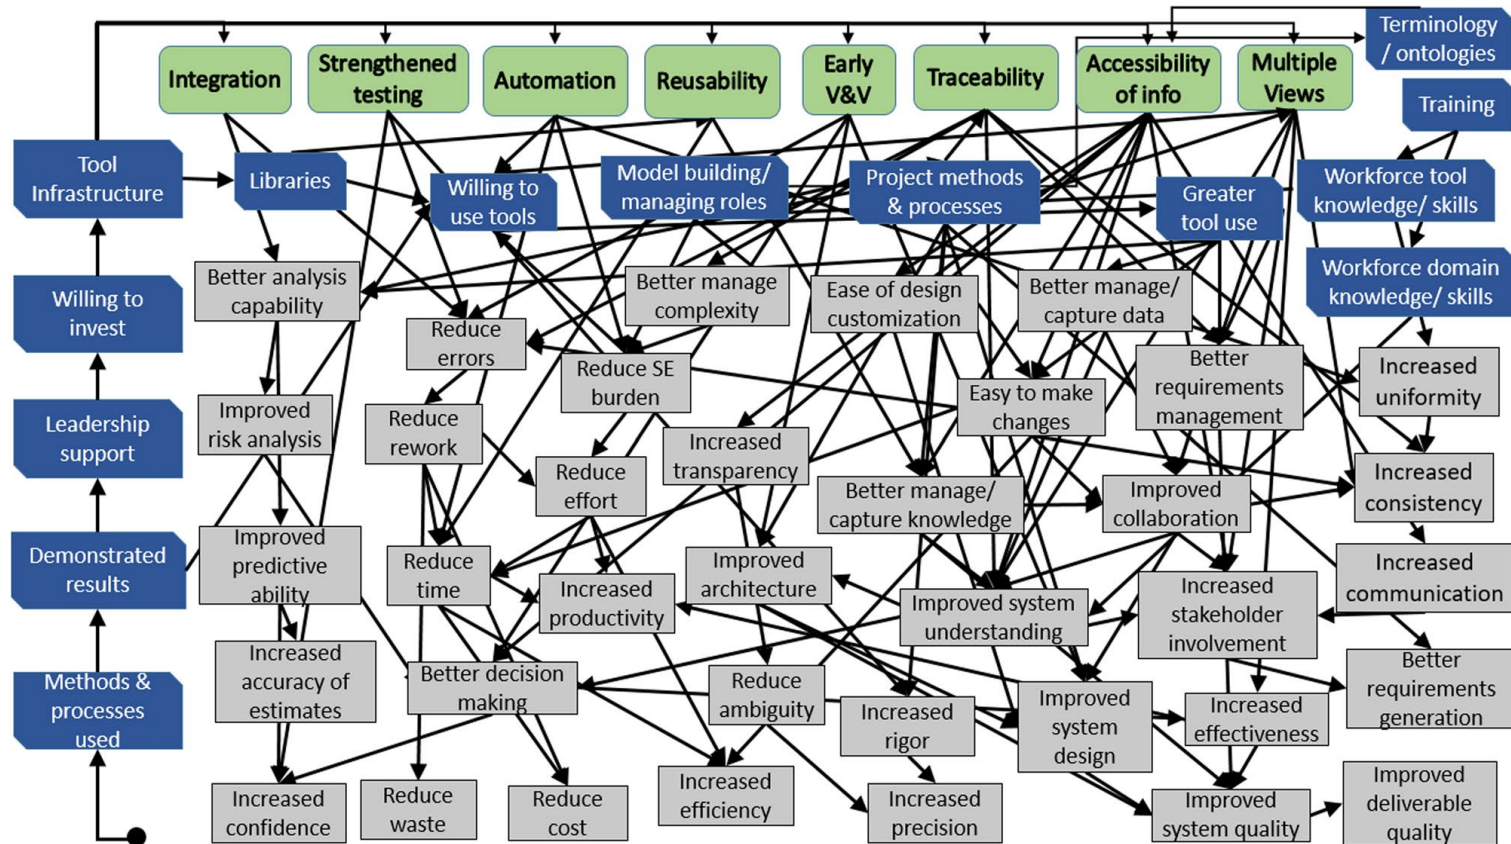 Terminology
/ ontologies
Integration
Strengthened
testing
Automation
Reusability
Early
V&V
Traceability
Accessibility
of info
Multiple
Views
Training
Tool
Infrastructure
Libraries
Willing to
use tools
Model building/
managing roles
Project methods
& processes
Greater
tool use
Workforce tool
knowledge/ skills
Workforce domain
knowledge/ skills
Willing to
invest
Better analysis
capability
Reduce
errors
Better manage
complexity
Ease of design
customization
Better manage/
capture data
Reduce SE
burden
Better
requirements
management
Increased
uniformity
Easy to make
changes
Leadership
support
Improved
risk analysis
Reduce
rework
Reduce
effort
Increased
transparency
Better manage/
capture knowledge
Improved
collaboration
Increased
consistency
Demonstrated
results
Improved
predictive
ability
Reduce
time
Increased
productivity
Improved
architecture
Improved system
understanding
Increased
stakeholder
involvement
Increased
communication
Methods &
processes
used
Increased
accuracy of
estimates
Better decision
making
Reduce
ambiguity
Increased
rigor
Improved
system
design
Increased
effectiveness
Better
requirements
generation
Increased
confidence
Reduce
waste
Reduce
cost
Increased
efficiency
Increased
precision
Improved
system quality
Improved
deliverable
quality